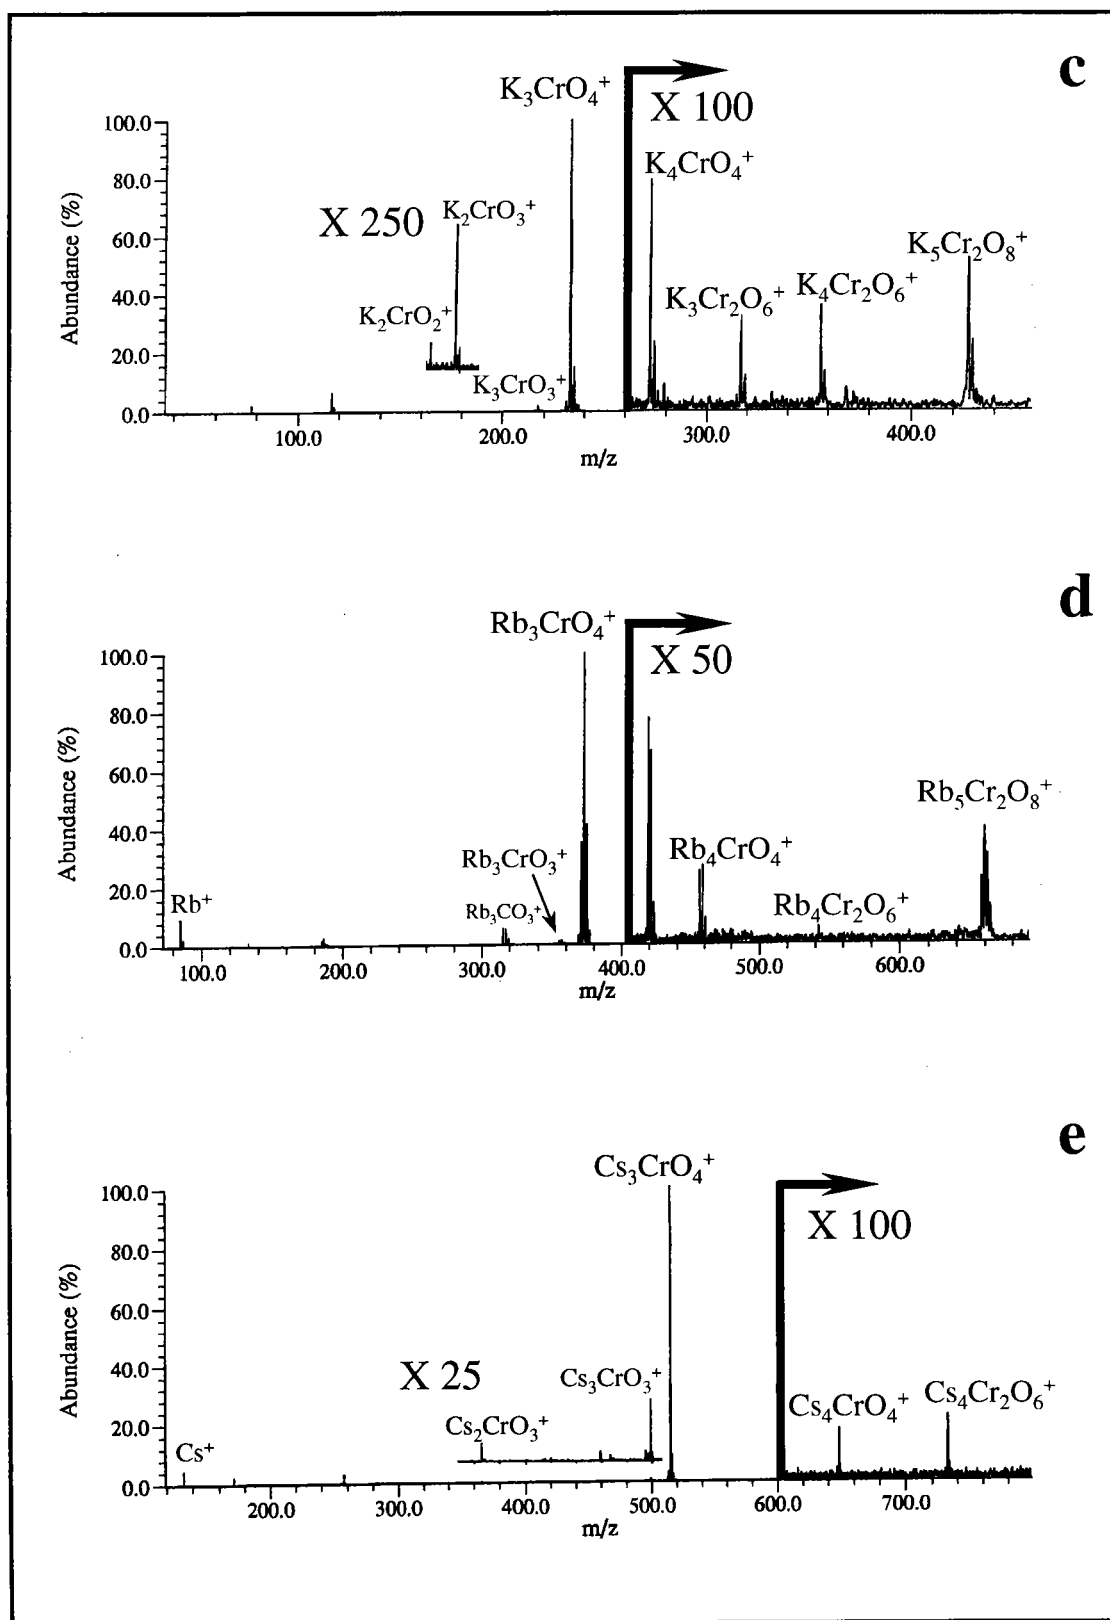 c
K₃CrO₄⁺
X 100
100.0
K₄CrO₄⁺
80.0
X 250
K₂CrO₃⁺
Abundance (%)
60.0
K₅Cr₂O₈⁺
40.0
K₂CrO₂⁺
K₃Cr₂O₆⁺
K₄Cr₂O₆⁺
20.0
K₃CrO₃⁺
0.0
100.0 200.0 300.0 400.0
m/z
d
Rb₃CrO₄⁺
X 50
100.0
80.0
Abundance (%)
60.0
Rb₅Cr₂O₈⁺
40.0
Rb₃CrO₃⁺
Rb₄CrO₄⁺
20.0
Rb⁺
Rb₃CO₃⁺
Rb₄Cr₂O₆⁺
0.0
100.0 200.0 300.0 400.0 500.0 600.0
m/z
e
Cs₃CrO₄⁺
X 100
100.0
80.0
Abundance (%)
60.0
40.0
X 25
Cs₃CrO₃⁺
Cs₄CrO₄⁺
Cs₄Cr₂O₆⁺
20.0
Cs₂CrO₃⁺
Cs⁺
0.0
200.0 300.0 400.0 500.0 600.0 700.0
m/z